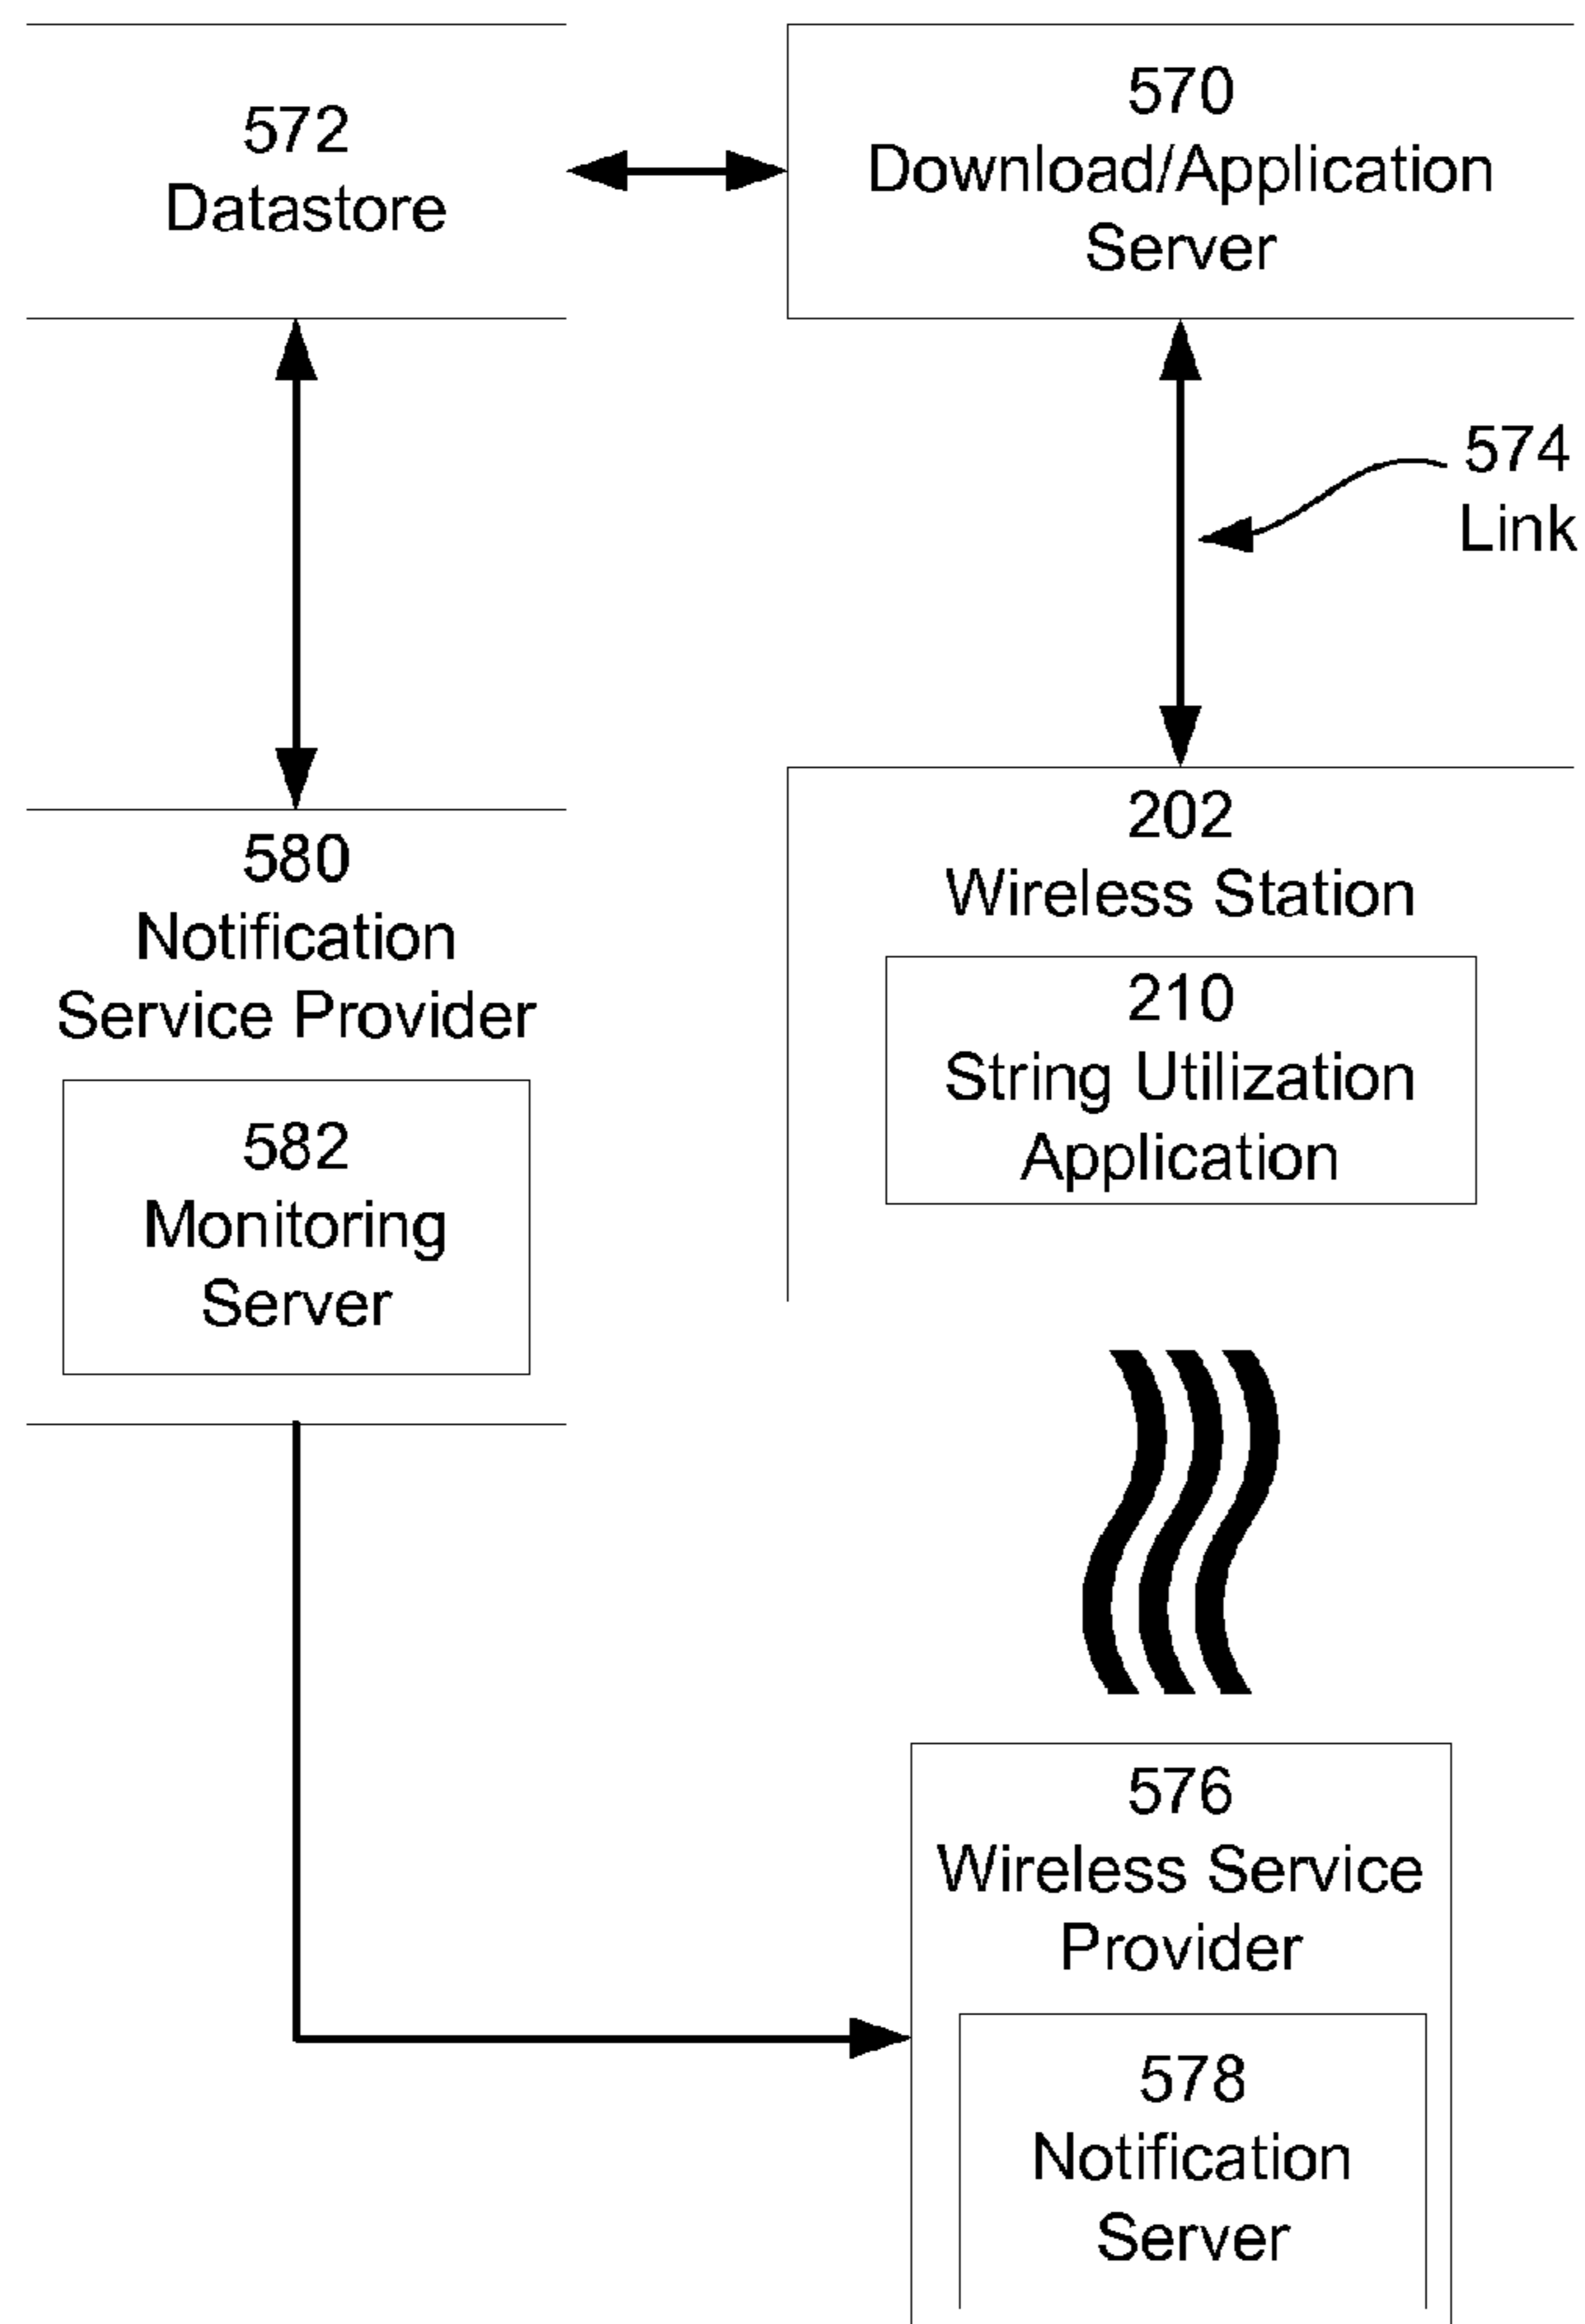 572
Datastore
570
Download/Application
Server
574
Link
580
Notification
Service Provider
582
Monitoring
Server
202
Wireless Station
210
String Utilization
Application
576
Wireless Service
Provider
578
Notification
Server